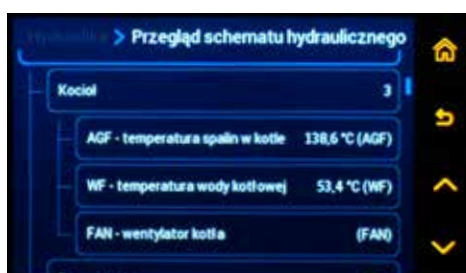 > Przegląd schematu hydraulicznego
Kocioł 3
AGF - temperatura spalin w kotle 138,6 °C (AGF)
WF - temperatura wody kotłowej 53,4 °C (WF)
FAN - wentylator kotła (FAN)